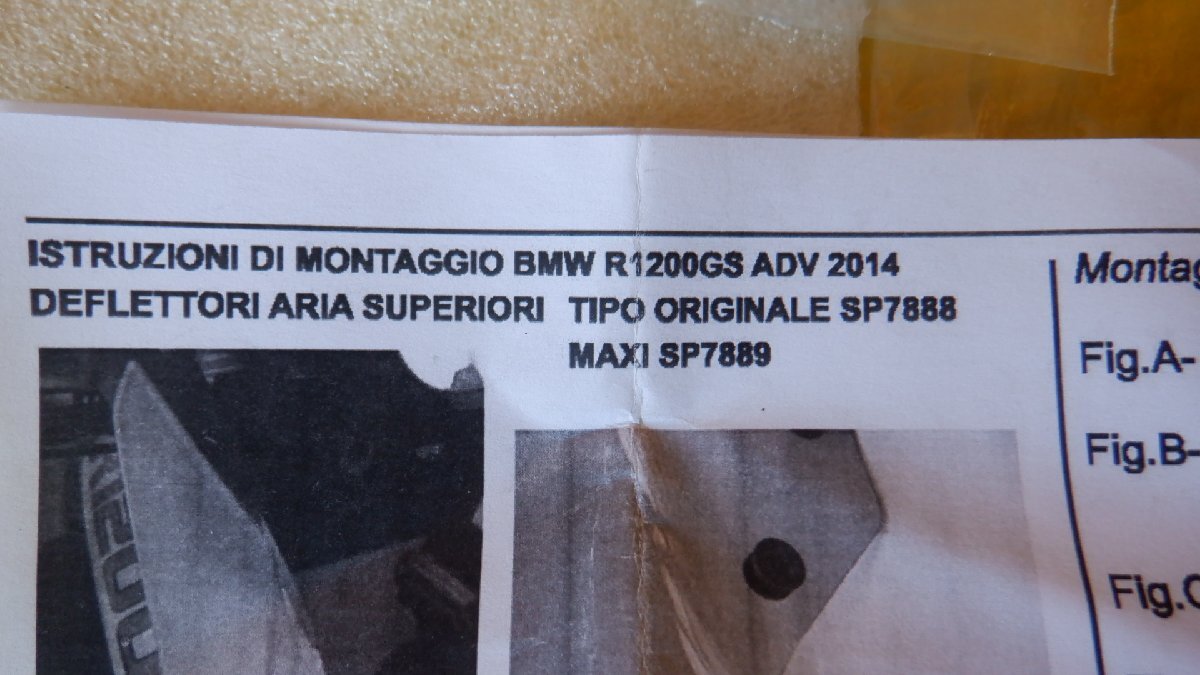 ISTRUZIONI DI MONTAGGIO BMW R1200GS ADV 2014
DEFLETTORI ARIA SUPERIORI TIPO ORIGINALE SP7888
MAXI SP7889
Fig.A-
Fig.B-